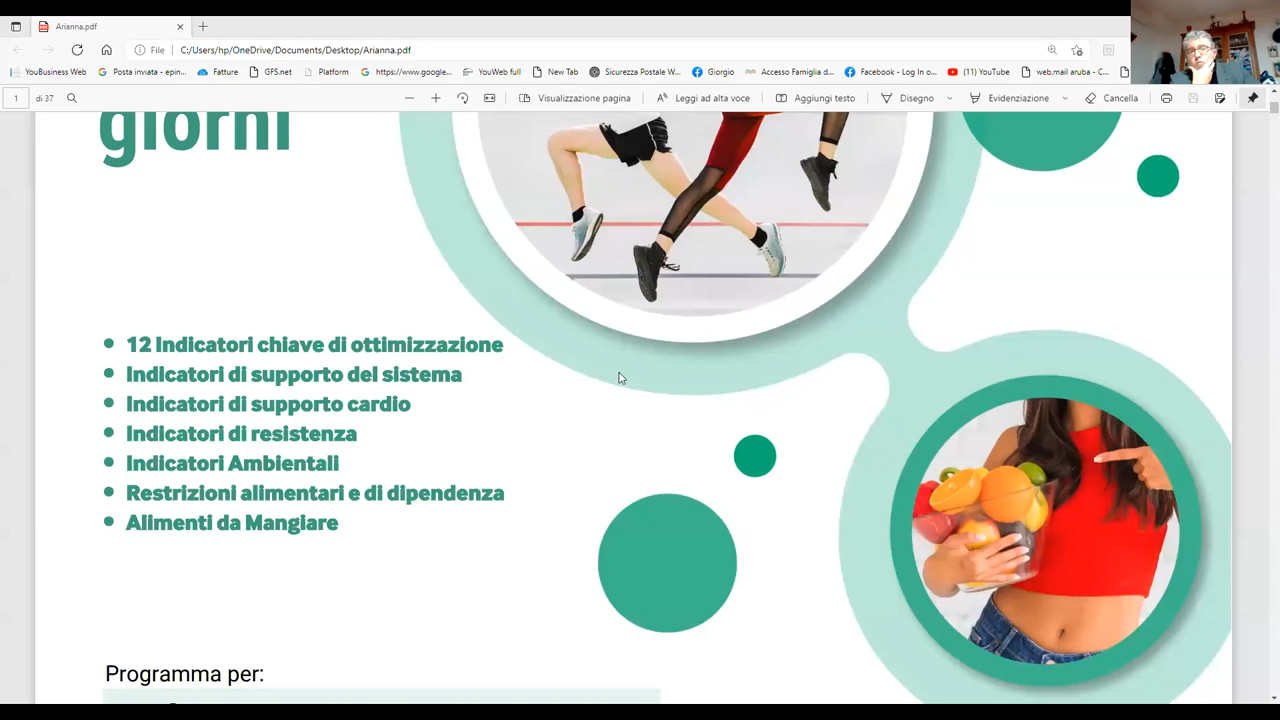 Arianna.pdf
File
C:/Users/hp/OneDrive/Documents/Desktop/Arianna.pdf
YouBusiness Web
Posta inviata - epin...
Fatture
GFS.net
Platform
https://www.google...
YouWeb full
New Tab
Sicurezza Postale W...
Giorgio
Accesso Famiglia d...
Facebook - Log In o...
(11) YouTube
web.mail aruba - C...
1 di 37
Visualizzazione pagina
Leggi ad alta voce
Aggiungi testo
Disegno
Evidenziazione
Cancella
giorni
12 Indicatori chiave di ottimizzazione
Indicatori di supporto del sistema
Indicatori di supporto cardio
Indicatori di resistenza
Indicatori Ambientali
Restrizioni alimentari e di dipendenza
Alimenti da Mangiare
Programma per: